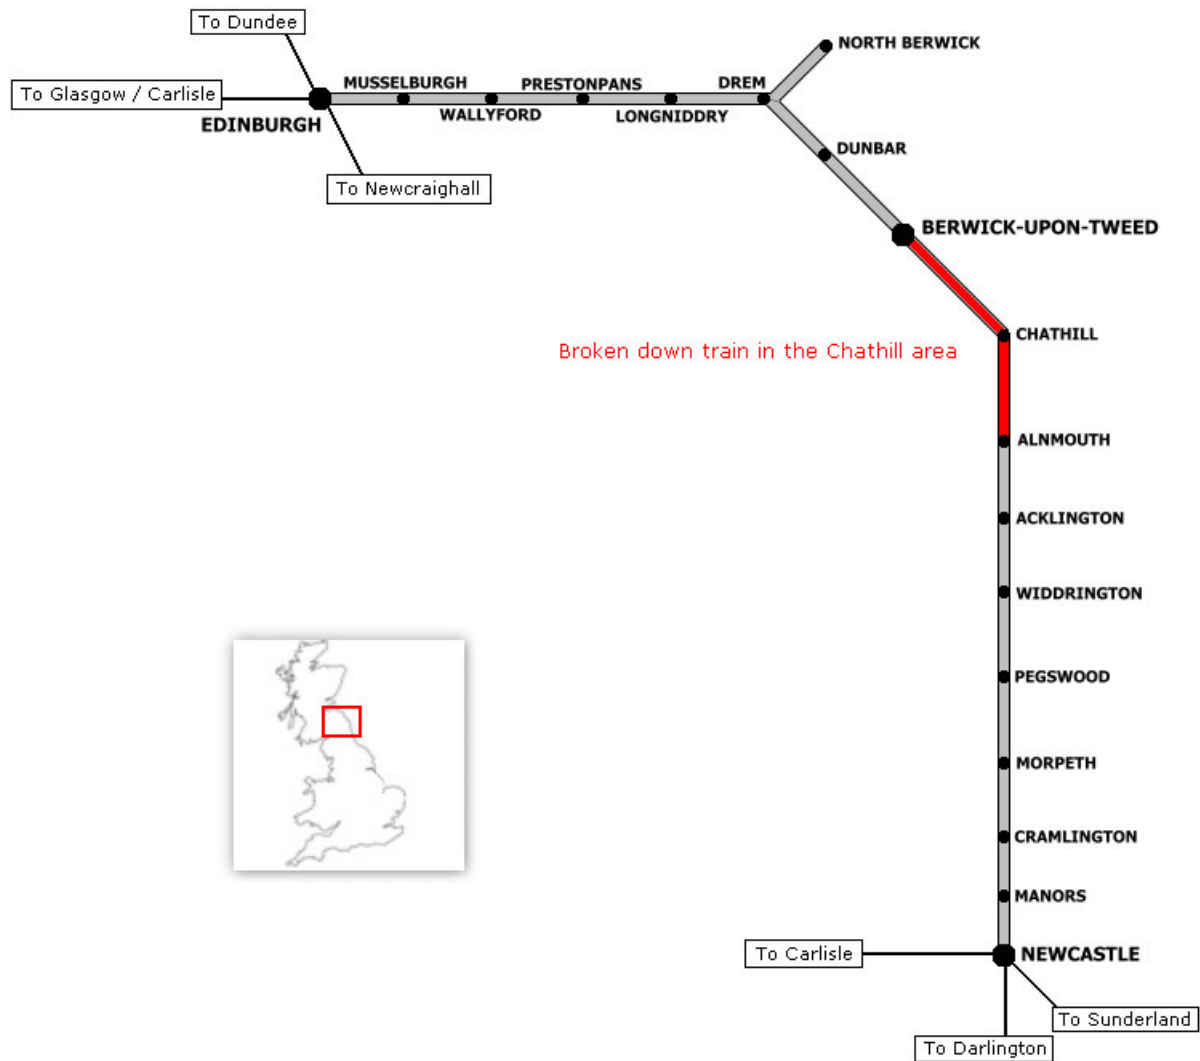 To Dundee
NORTH BERWICK
MUSSELBURGH
PRESTONPANS
DREM
To Glasgow / Carlisle
WALLYFORD
LONGNIDDRY
EDINBURGH
DUNBAR
To Newcraighall
BERWICK-UPON-TWEED
CHATHILL
Broken down train in the Chathill area
ALNMOUTH
ACKLINGTON
WIDDRINGTON
PEGSWOOD
MORPETH
CRAMLINGTON
MANORS
To Carlisle
NEWCASTLE
To Sunderland
To Darlington